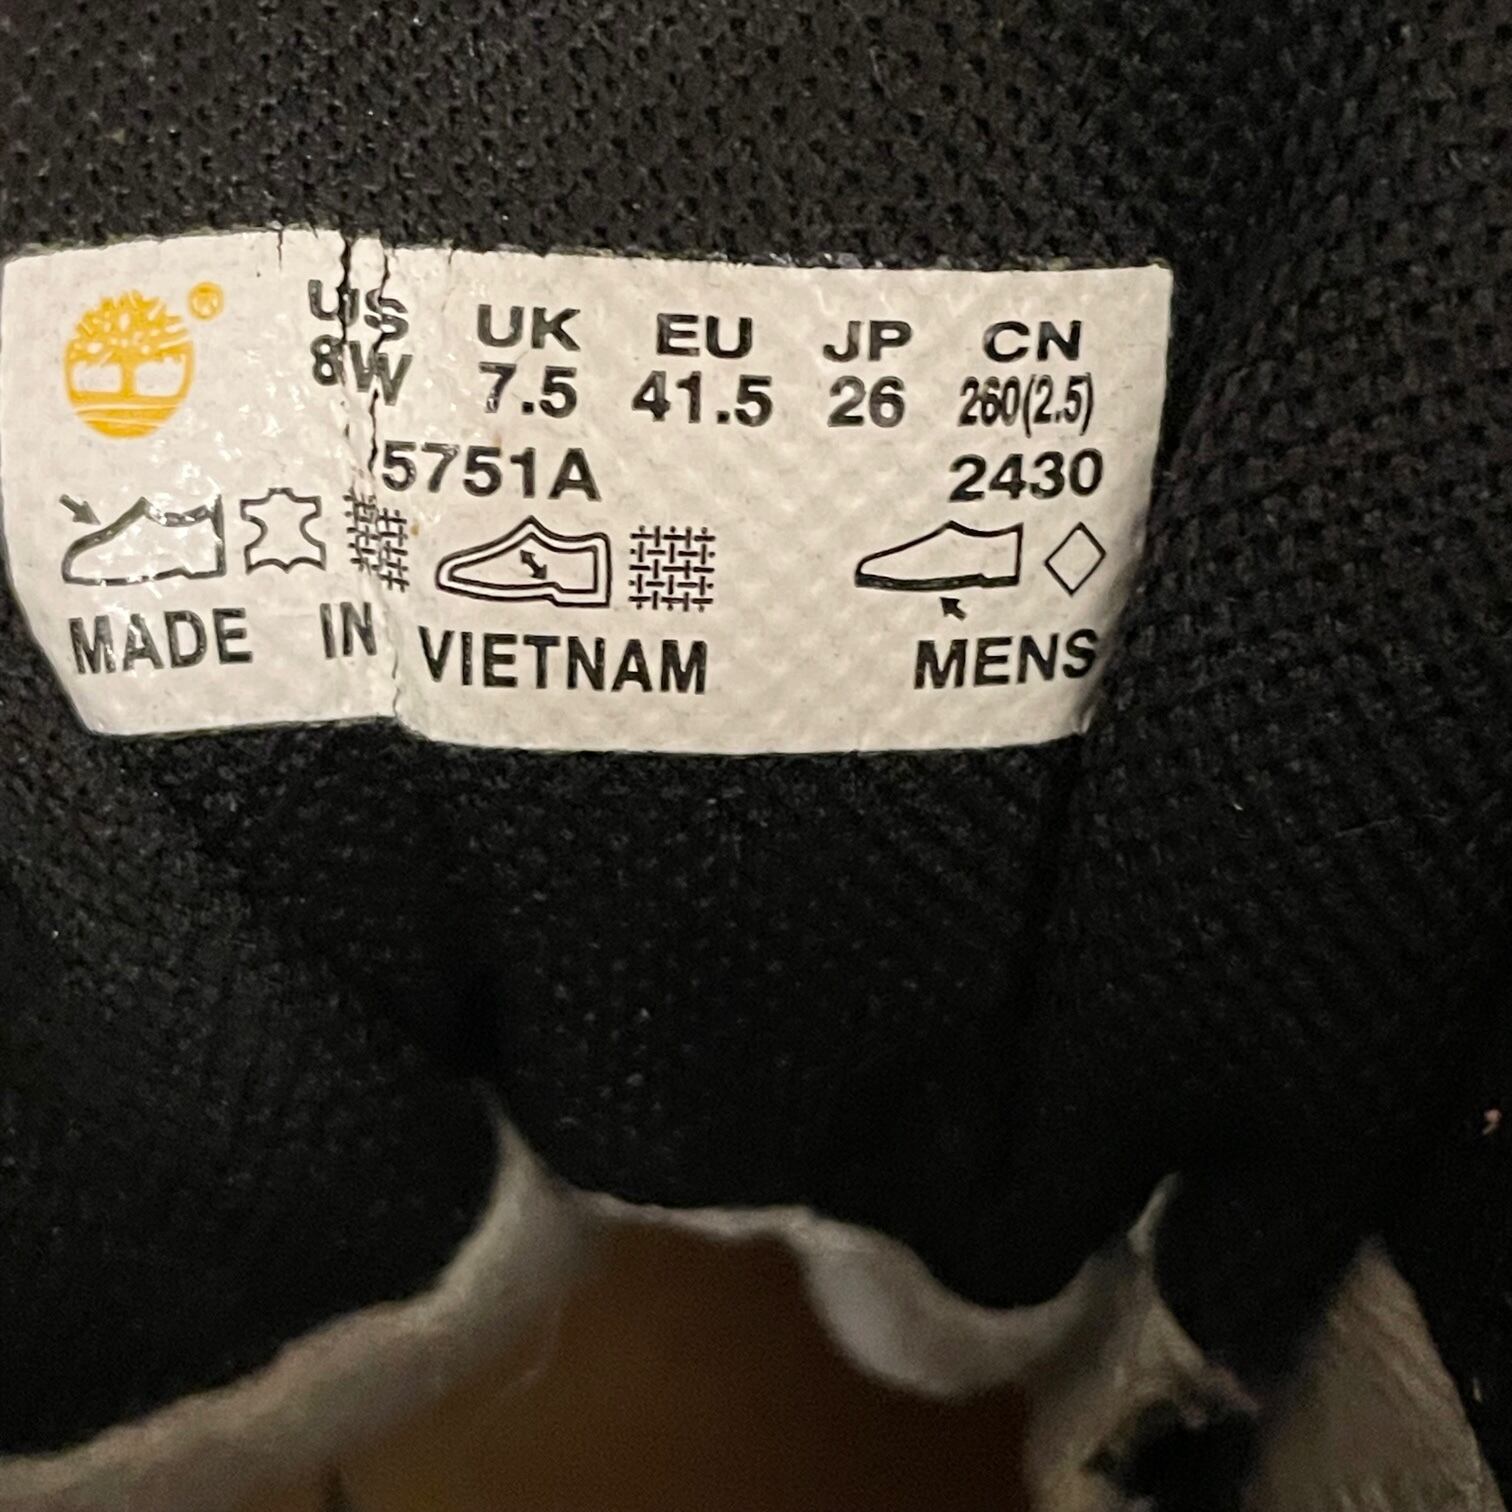 US UK EU JP CN
8W 7.5 41.5 26 260(2.5)
5751A 2430
MADE IN VIETNAM MENS